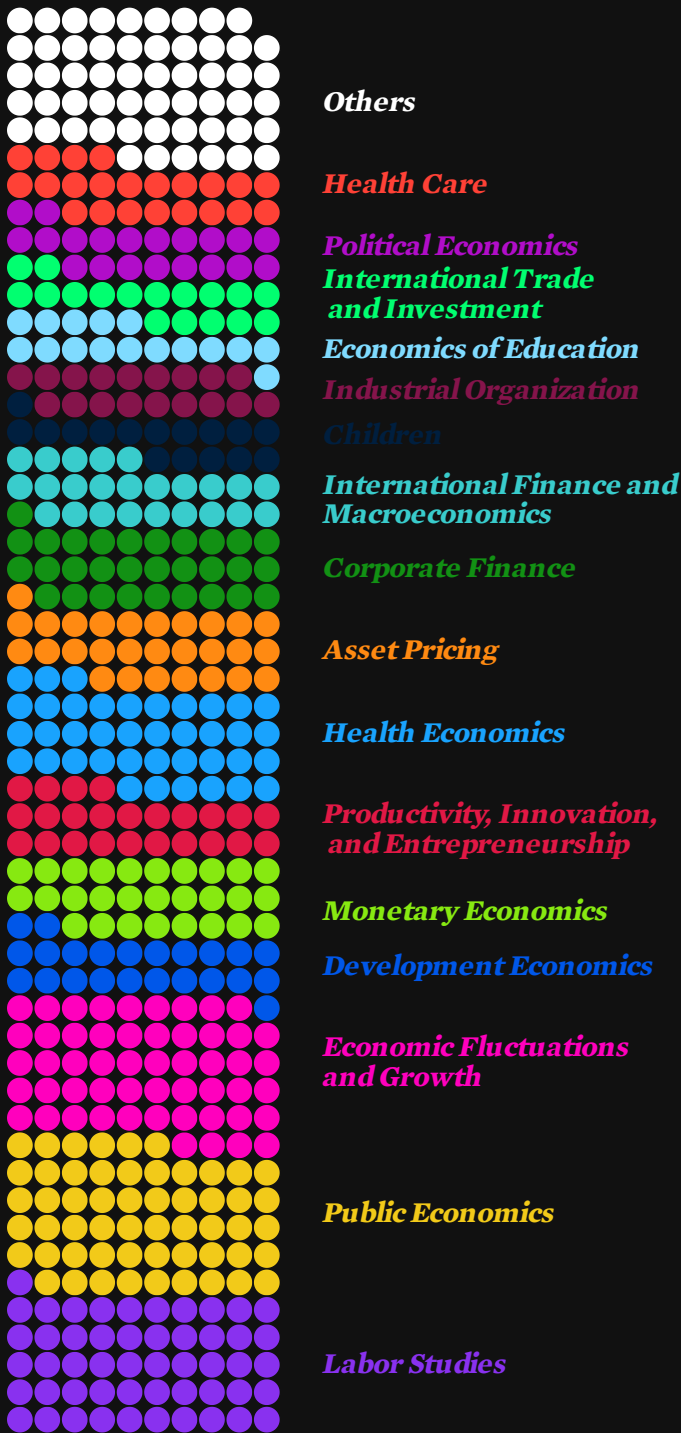 Others
Health Care
Political Economics
International Trade
and Investment
Economics of Education
Industrial Organization
Children
International Finance and
Macroeconomics
Corporate Finance
Asset Pricing
Health Economics
Productivity, Innovation,
and Entrepreneurship
Monetary Economics
Development Economics
Economic Fluctuations
and Growth
Public Economics
Labor Studies